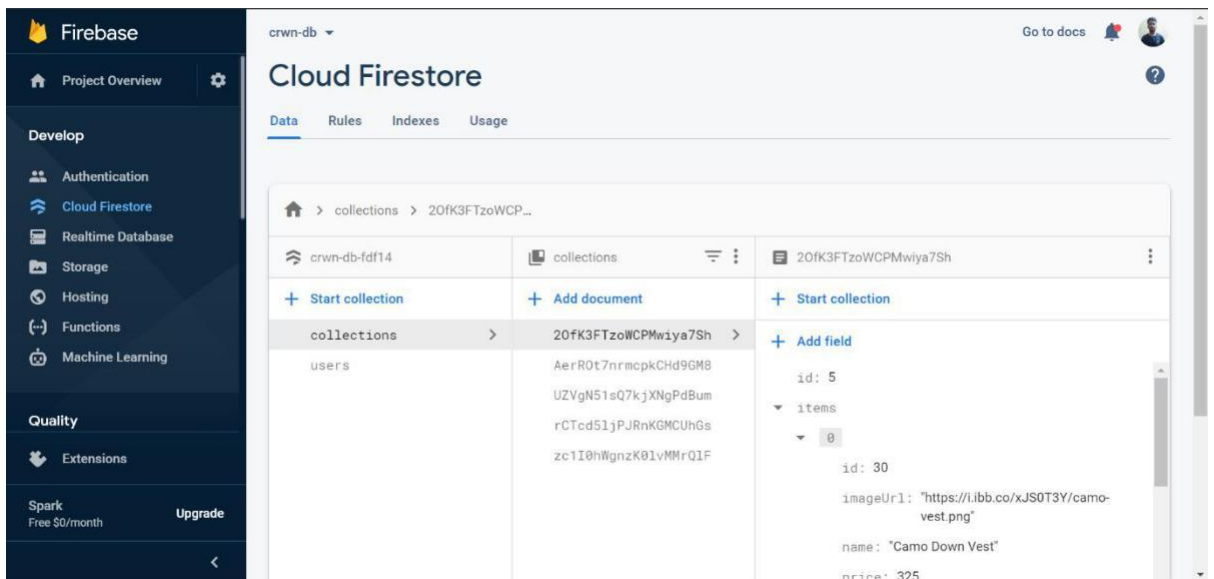 Firebase
Project Overview
Develop
Authentication
Cloud Firestore
Realtime Database
Storage
Hosting
Functions
Machine Learning
Quality
Extensions
Spark
Free $0/month
Upgrade
crwn-db
Go to docs
Cloud Firestore
Data Rules Indexes Usage
> collections > 2OfK3FTzoWCP...
crwn-db-fdf14
+ Start collection
collections >
users
collections
+ Add document
2OfK3FTzoWCPMwiya7Sh >
AerROt7nrmcpkCHd9GM8
UZVgN51sQ7kjXNgPdBum
rCTcd5ljPJRnKGMCUhGs
zc1I0hWgnzK0lvMMrQlF
2OfK3FTzoWCPMwiya7Sh
+ Start collection
+ Add field
id: 5
items
0
id: 30
imageUrl: "https://i.ibb.co/xJS0T3Y/camo-
vest.png"
name: "Camo Down Vest"
price: 325